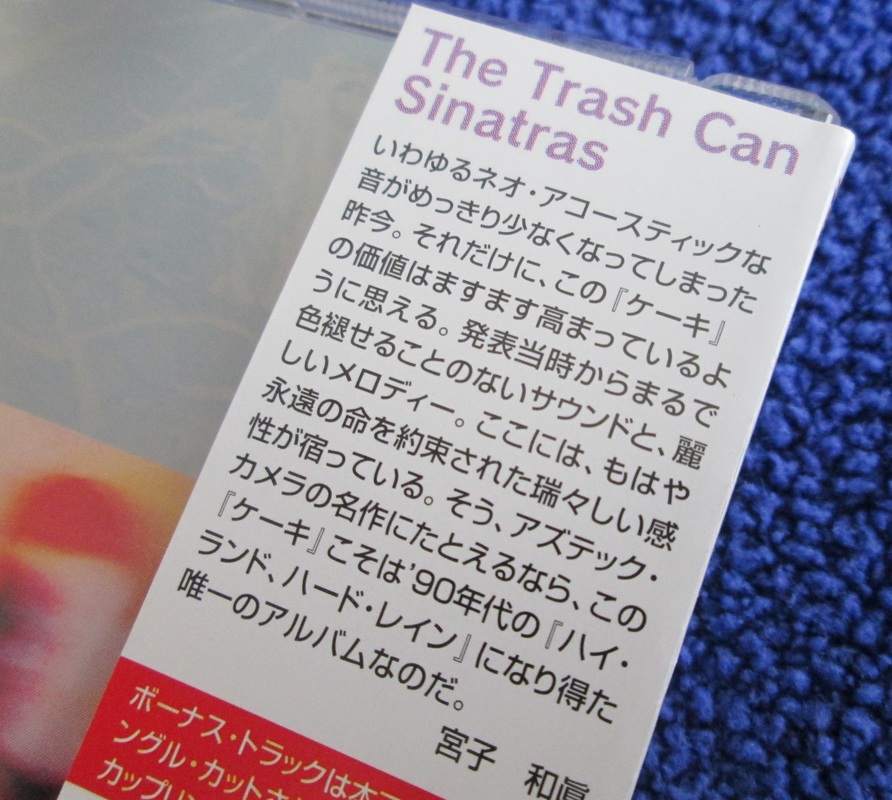 The Trash Can
Sinatras
いわゆるネオ・アコースティックな
音がめっきり少なくなってしまった
昨今。それだけに、この『ケーキ』
の価値はますます高まっているよ
うに思える。発表当時からまるで
色褪せることのないサウンドと、麗
しいメロディー。ここには、もはや
永遠の命を約束された瑞々しい感
性が宿っている。そう、アズテック・
カメラの名作にたとえるなら、この
『ケーキ』こそは'90年代の『ハイ・
ランド、ハード・レイン』になり得た
唯一のアルバムなのだ。
宮子 和眞
ボーナス・トラックは本
ングル・カットさ
カップリ